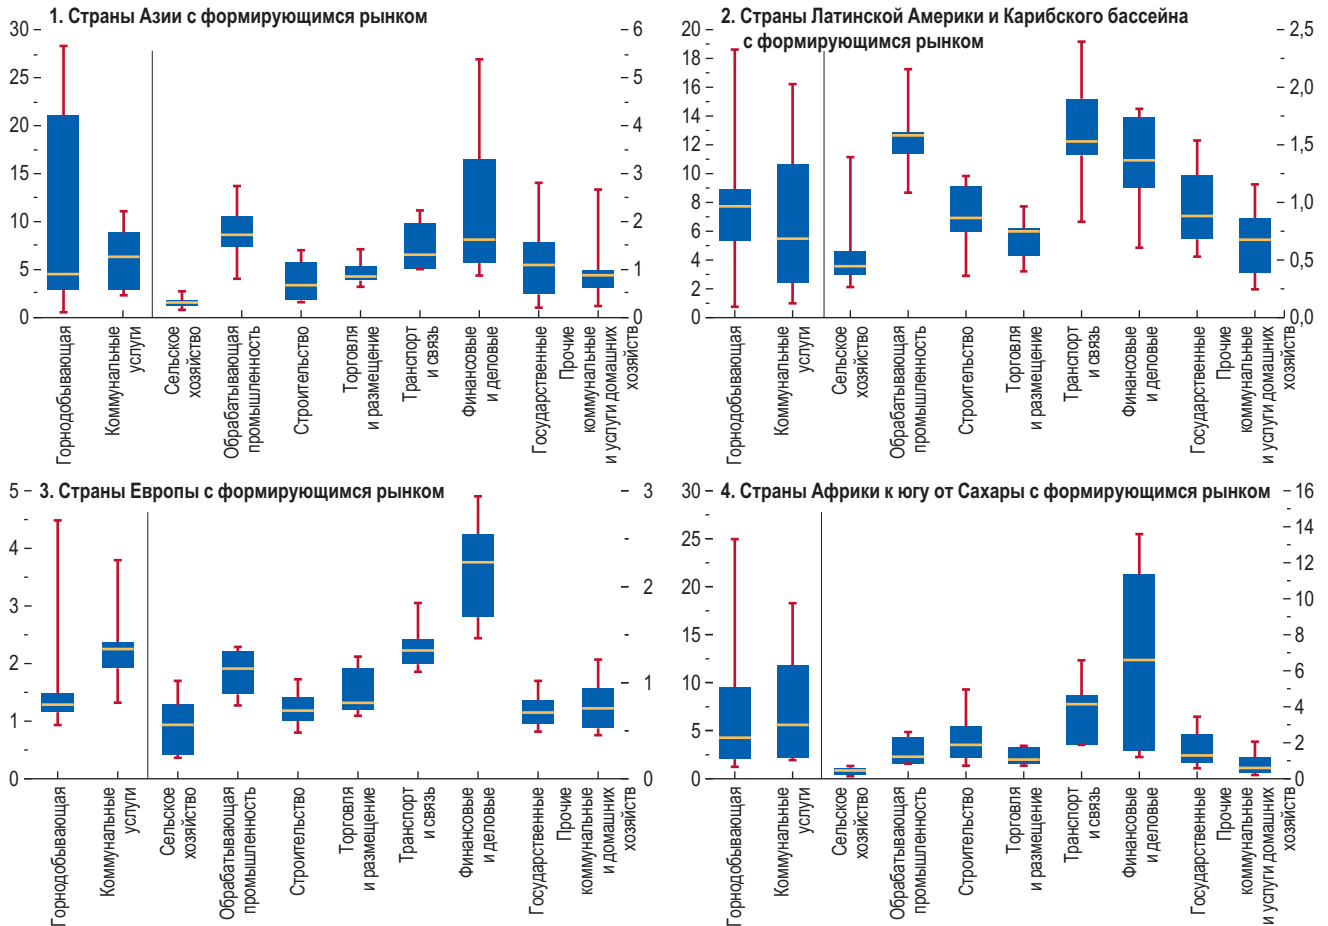 1. Страны Азии с формирующимся рынком
30
25
20
15
10
5
0
6
5
4
3
2
1
0
Горнодобывающая
Коммунальные
услуги
Сельское
хозяйство
Обрабатывающая
промышленность
Строительство
Торговля
и размещение
Транспорт
и связь
Финансовые
и деловые
Государственные
Прочие
коммунальные
и услуги домашних
хозяйств
2. Страны Латинской Америки и Карибского бассейна
с формирующимся рынком
20
18
16
14
12
10
8
6
4
2
0
2,5
2,0
1,5
1,0
0,5
0,0
Горнодобывающая
Коммунальные
услуги
Сельское
хозяйство
Обрабатывающая
промышленность
Строительство
Торговля
и размещение
Транспорт
и связь
Финансовые
и деловые
Государственные
Прочие
коммунальные
и услуги домашних
хозяйств
3. Страны Европы с формирующимся рынком
5
4
3
2
1
0
3
2
1
0
Горнодобывающая
Коммунальные
услуги
Сельское
хозяйство
Обрабатывающая
промышленность
Строительство
Торговля
и размещение
Транспорт
и связь
Финансовые
и деловые
Государственные
Прочие
коммунальные
и домашних
хозяйств
4. Страны Африки к югу от Сахары с формирующимся рынком
30
25
20
15
10
5
0
16
14
12
10
8
6
4
2
0
Горнодобывающая
Коммунальные
услуги
Сельское
хозяйство
Обрабатывающая
промышленность
Строительство
Торговля
и размещение
Транспорт
и связь
Финансовые
и деловые
Государственные
Прочие
коммунальные
и услуги домашних
хозяйств